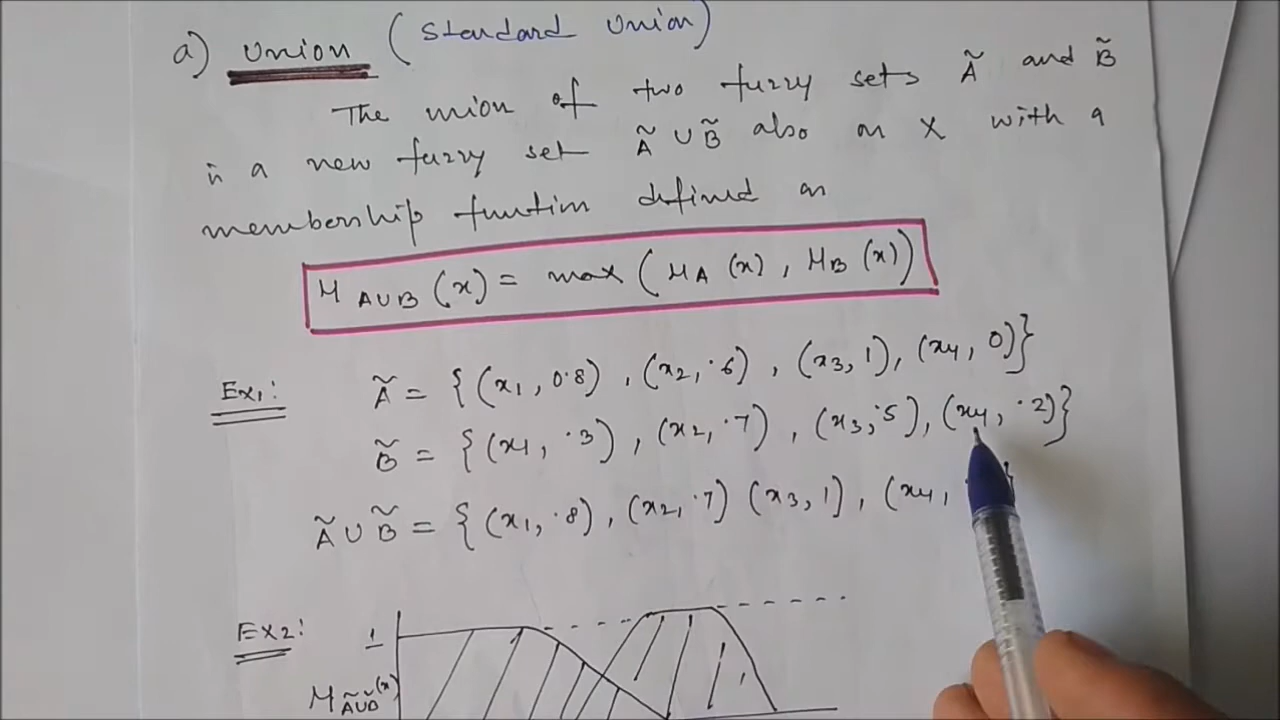 a) Union (Standard Union)
The union of two fuzzy sets Ã and B̃
is a new fuzzy set Ã ∪ B̃ also on X with a
membership function defined as
μ A∪B (x) = max (μA (x), μB (x))
Ex1: Ã = {(x1, 0.8), (x2, .6), (x3, 1), (x4, 0)}
B̃ = {(x1, .3), (x2, .7), (x3, .5), (x4, .2)}
Ã ∪ B̃ = {(x1, .8), (x2, .7) (x3, 1), (x4, }
Ex2: 1
μ Ã∪B̃ (x)